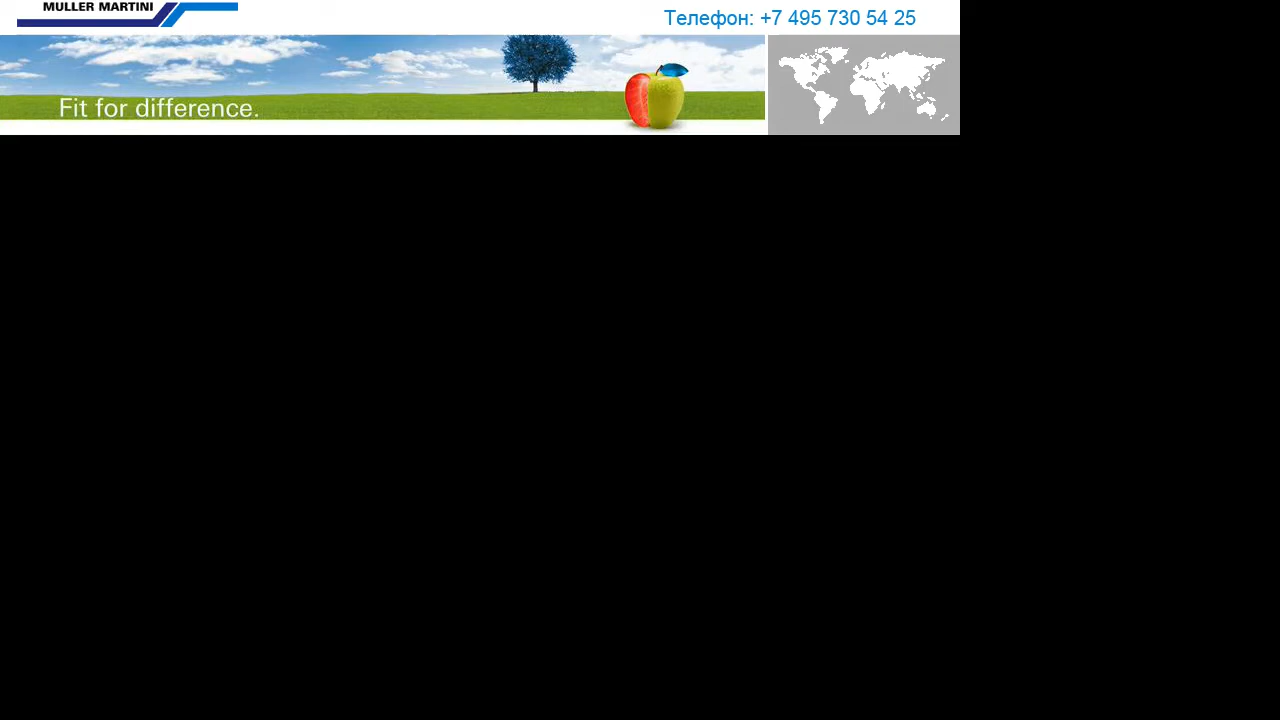 MULLER MARTINI
Телефон: +7 495 730 54 25
Fit for difference.